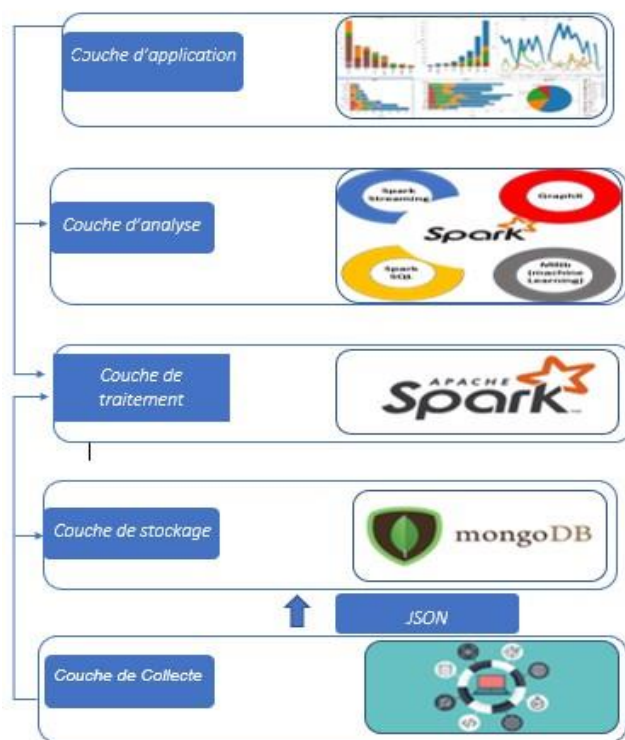 Couche d'application
Couche d'analyse
Spark
Streaming
GraphX
Spark
Spark
SQL
MLlib
(machine
Learning)
Couche de
traitement
APACHE
Spark
Couche de stockage
mongoDB
JSON
Couche de Collecte